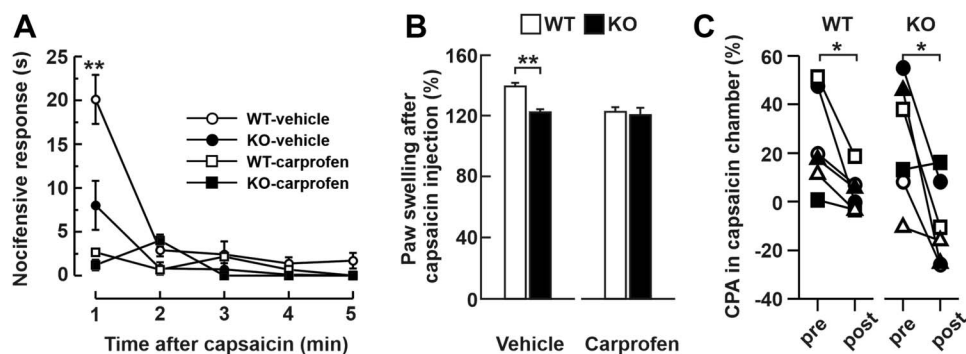 A
Nocifensive response (s)
25
20
15
10
5
0
**
WT-vehicle
KO-vehicle
WT-carprofen
KO-carprofen
1 2 3 4 5
Time after capsaicin (min)
B
WT KO
Paw swelling after
capsaicin injection (%)
160
120
80
40
0
**
Vehicle Carprofen
C
WT KO
CPA in capsaicin chamber (%)
60
40
20
0
-20
-40
* *
pre post pre post